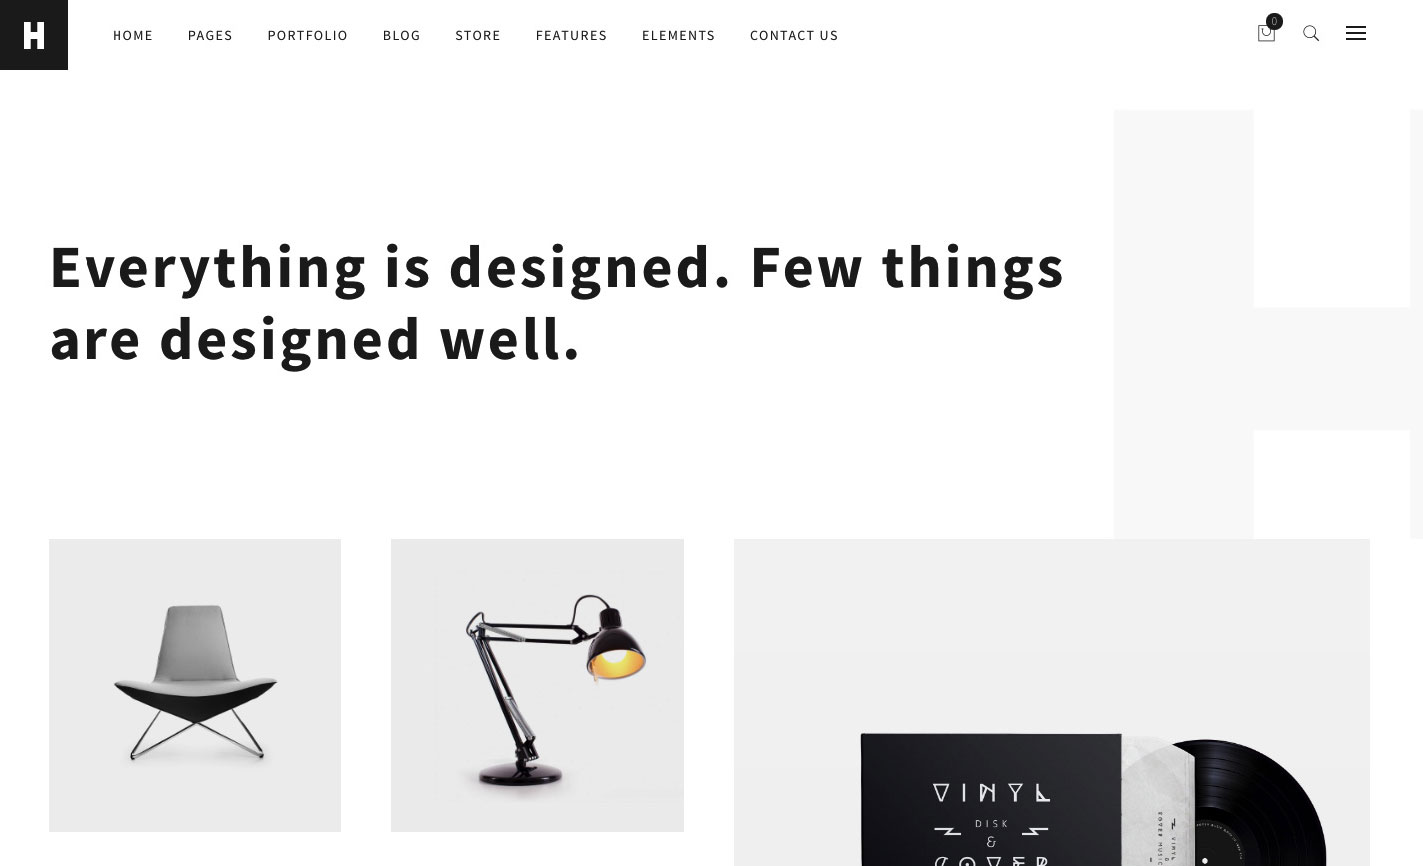 H
HOME PAGES PORTFOLIO BLOG STORE FEATURES ELEMENTS CONTACT US
0
Everything is designed. Few things
are designed well.
VINYL
DISK
&
COVER